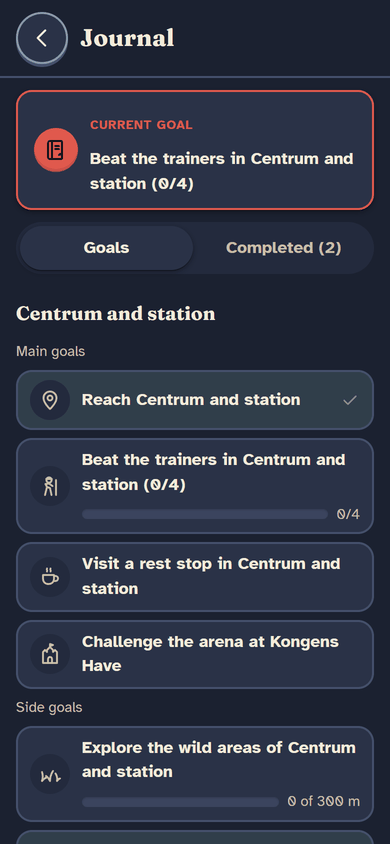 Journal
CURRENT GOAL
Beat the trainers in Centrum and
station (0/4)
Goals
Completed (2)
Centrum and station
Main goals
Reach Centrum and station
Beat the trainers in Centrum and
station (0/4)
0/4
Visit a rest stop in Centrum and
station
Challenge the arena at Kongens
Have
Side goals
Explore the wild areas of Centrum
and station
0 of 300 m